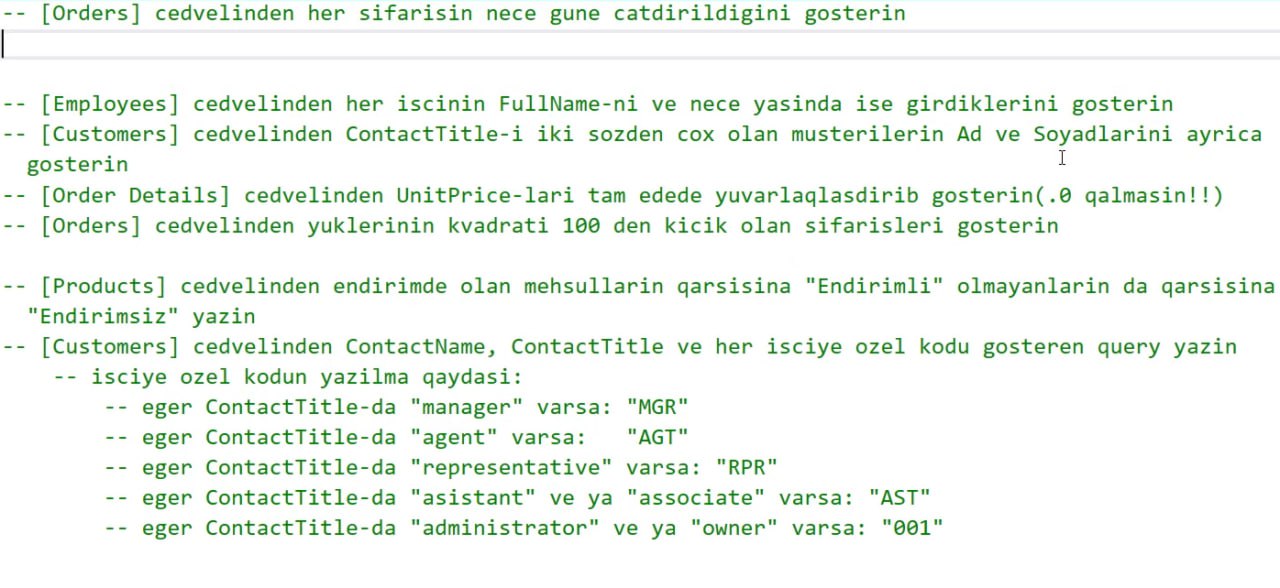 -- [Orders] cedvelinden her sifarisin nece gune catdirildigini gosterin
-- [Employees] cedvelinden her iscinin FullName-ni ve nece yasinda ise girdiklerini gosterin
-- [Customers] cedvelinden ContactTitle-i iki sozden cox olan musterilerin Ad ve Soyadlarini ayrica
gosterin
-- [Order Details] cedvelinden UnitPrice-lari tam edede yuvarlaqlasdirib gosterin(.0 qalmasin!!)
-- [Orders] cedvelinden yuklerinin kvadrati 100 den kicik olan sifarisleri gosterin
-- [Products] cedvelinden endirimde olan mehsullarin qarsisina "Endirimli" olmayanlarin da qarsisina
"Endirimsiz" yazin
-- [Customers] cedvelinden ContactName, ContactTitle ve her isciye ozel kodu gosteren query yazin
-- isciye ozel kodun yazilma qaydasi:
-- eger ContactTitle-da "manager" varsa: "MGR"
-- eger ContactTitle-da "agent" varsa:   "AGT"
-- eger ContactTitle-da "representative" varsa: "RPR"
-- eger ContactTitle-da "asistant" ve ya "associate" varsa: "AST"
-- eger ContactTitle-da "administrator" ve ya "owner" varsa: "001"